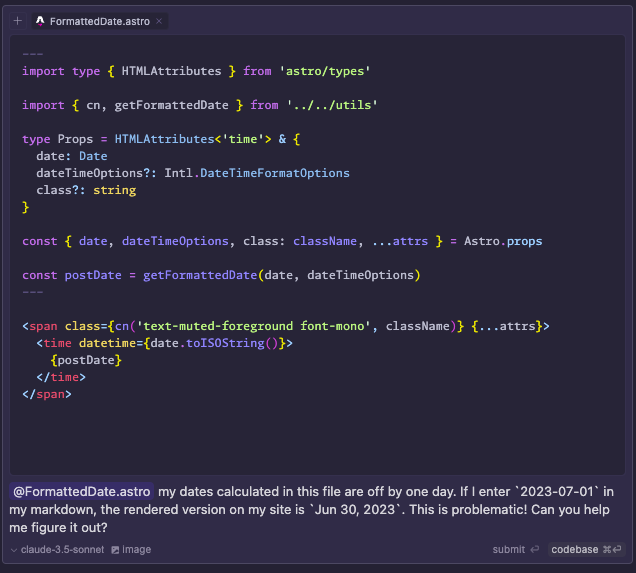 FormattedDate.astro
---
import type { HTMLAttributes } from 'astro/types'
import { cn, getFormattedDate } from '../../utils'
type Props = HTMLAttributes<'time'> & {
date: Date
dateTimeOptions?: Intl.DateTimeFormatOptions
class?: string
}
const { date, dateTimeOptions, class: className, ...attrs } = Astro.props
const postDate = getFormattedDate(date, dateTimeOptions)
---
<span class={cn('text-muted-foreground font-mono', className)} {...attrs}>
<time datetime={date.toISOString()}>
{postDate}
</time>
</span>
@FormattedDate.astro my dates calculated in this file are off by one day. If I enter `2023-07-01` in
my markdown, the rendered version on my site is `Jun 30, 2023`. This is problematic! Can you help
me figure it out?
claude-3.5-sonnet image submit ⏎ codebase ⌘⏎